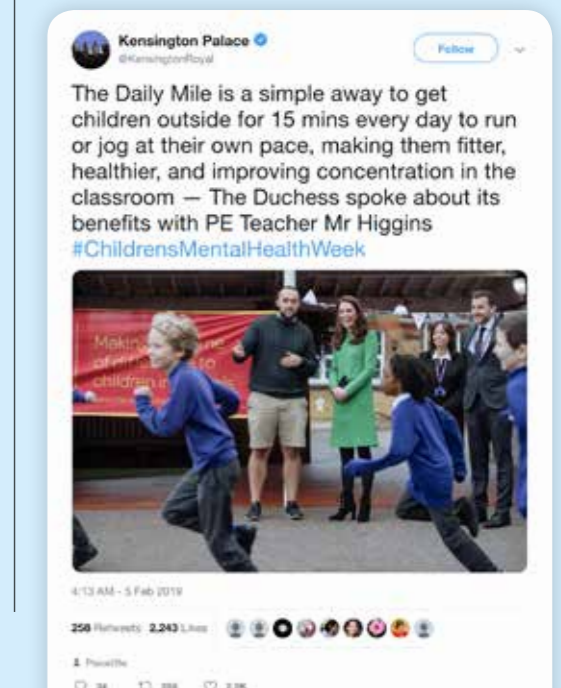 Kensington Palace
@KensingtonRoyal
Follow
The Daily Mile is a simple away to get
children outside for 15 mins every day to run
or jog at their own pace, making them fitter,
healthier, and improving concentration in the
classroom — The Duchess spoke about its
benefits with PE Teacher Mr Higgins
#ChildrensMentalHealthWeek
children in
4:13 AM - 5 Feb 2019
258 Retweets 2,243 Likes